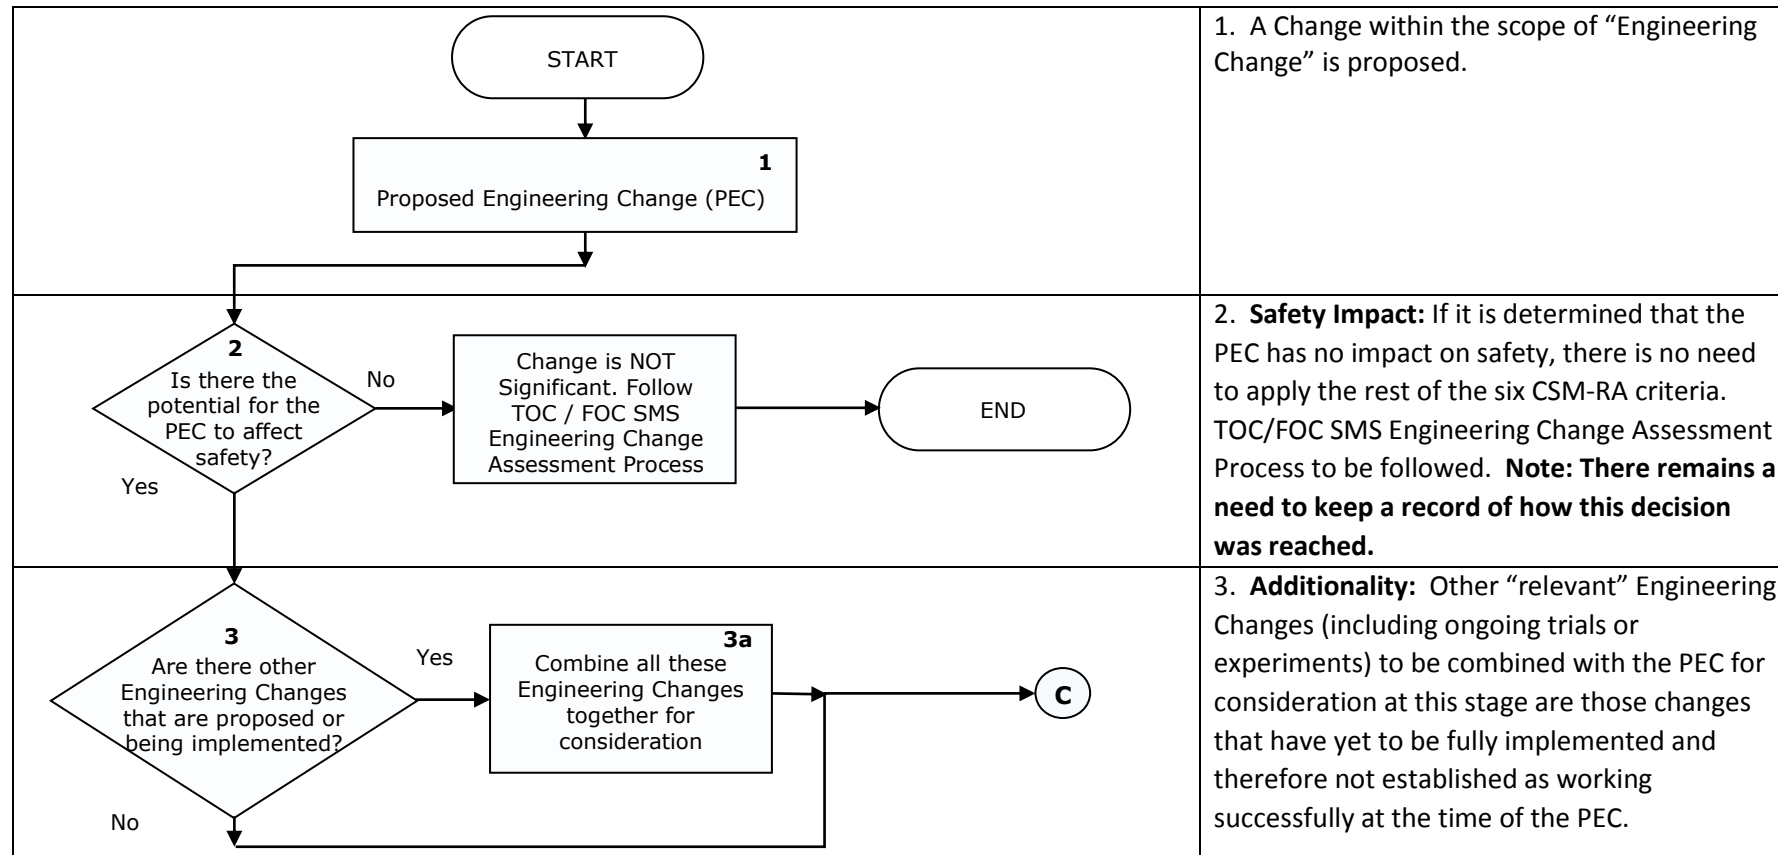 START
1
Proposed Engineering Change (PEC)
1.  A Change within the scope of “Engineering
Change” is proposed.
2
Is there the
potential for the
PEC to affect
safety?
No
Yes
Change is NOT
Significant. Follow
TOC / FOC SMS
Engineering Change
Assessment Process
END
2.  Safety Impact: If it is determined that the
PEC has no impact on safety, there is no need
to apply the rest of the six CSM-RA criteria.
TOC/FOC SMS Engineering Change Assessment
Process to be followed.  Note: There remains a
need to keep a record of how this decision
was reached.
3
Are there other
Engineering Changes
that are proposed or
being implemented?
Yes
No
3a
Combine all these
Engineering Changes
together for
consideration
C
3.  Additionality:  Other “relevant” Engineering
Changes (including ongoing trials or
experiments) to be combined with the PEC for
consideration at this stage are those changes
that have yet to be fully implemented and
therefore not established as working
successfully at the time of the PEC.